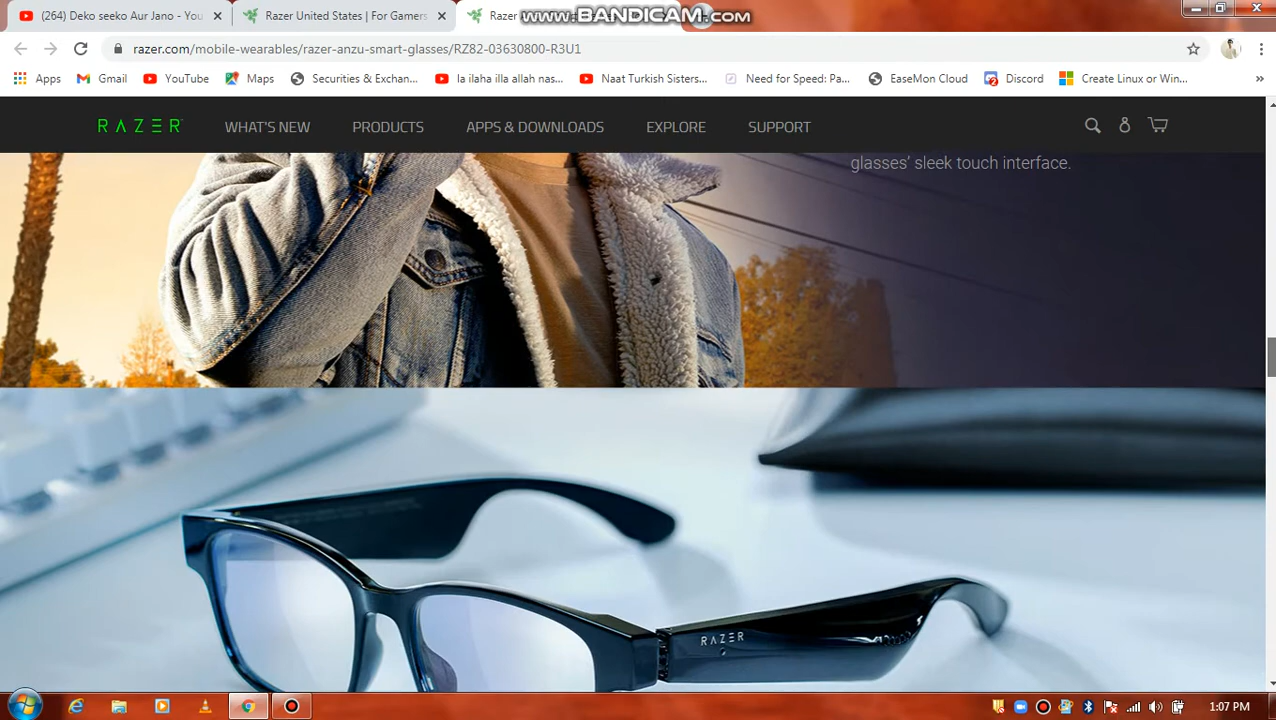 (264) Deko seeko Aur Jano - You
Razer United States | For Gamers
Razer
www.BANDICAM.com
razer.com/mobile-wearables/razer-anzu-smart-glasses/RZ82-03630800-R3U1
Apps
Gmail
YouTube
Maps
Securities & Exchan...
la ilaha illa allah nas...
Naat Turkish Sisters...
Need for Speed: Pa...
EaseMon Cloud
Discord
Create Linux or Win...
»
RAZER
WHAT'S NEW
PRODUCTS
APPS & DOWNLOADS
EXPLORE
SUPPORT
glasses’ sleek touch interface.
RAZER
1:07 PM